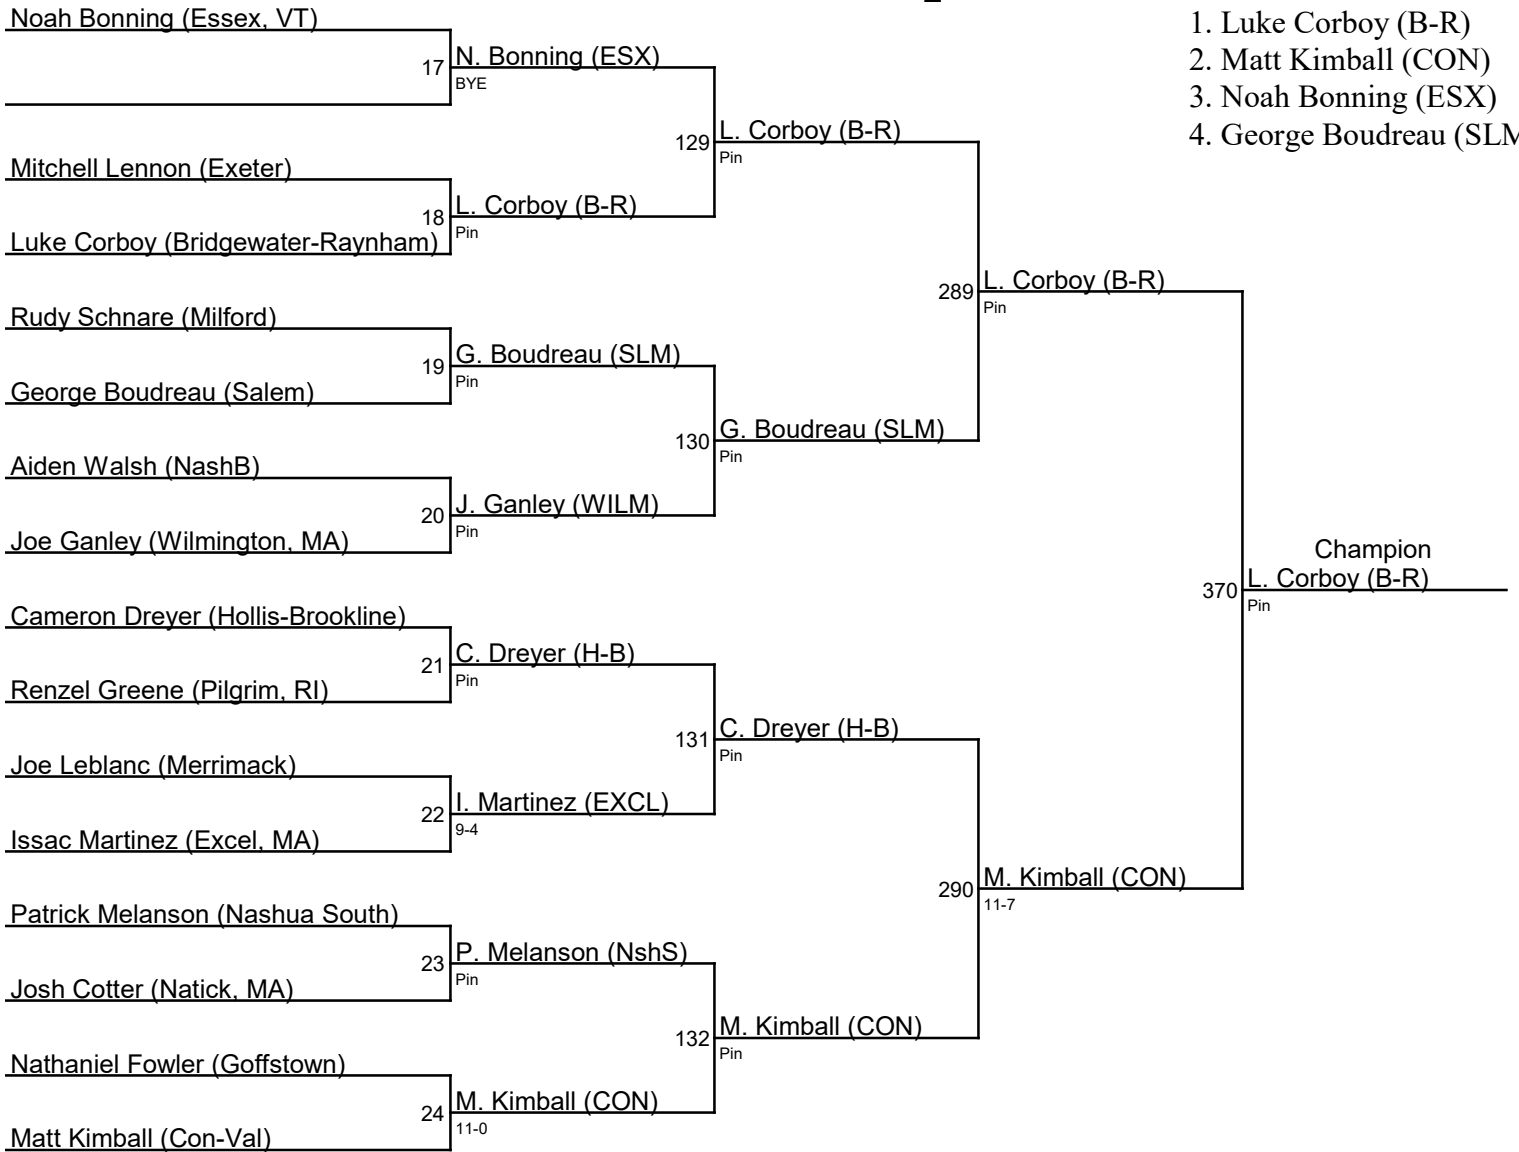 Noah Bonning (Essex, VT)
17
N. Bonning (ESX)
BYE
Mitchell Lennon (Exeter)
18
L. Corboy (B-R)
Pin
Luke Corboy (Bridgewater-Raynham)
129
L. Corboy (B-R)
Pin
Rudy Schnare (Milford)
19
G. Boudreau (SLM)
Pin
George Boudreau (Salem)
130
G. Boudreau (SLM)
Pin
Aiden Walsh (NashB)
20
J. Ganley (WILM)
Pin
Joe Ganley (Wilmington, MA)
289
L. Corboy (B-R)
Pin
Cameron Dreyer (Hollis-Brookline)
21
C. Dreyer (H-B)
Pin
Renzel Greene (Pilgrim, RI)
131
C. Dreyer (H-B)
Pin
Joe Leblanc (Merrimack)
22
I. Martinez (EXCL)
9-4
Issac Martinez (Excel, MA)
290
M. Kimball (CON)
11-7
Patrick Melanson (Nashua South)
23
P. Melanson (NshS)
Pin
Josh Cotter (Natick, MA)
132
M. Kimball (CON)
Pin
Nathaniel Fowler (Goffstown)
24
M. Kimball (CON)
11-0
Matt Kimball (Con-Val)
370
Champion
L. Corboy (B-R)
Pin
1. Luke Corboy (B-R)
2. Matt Kimball (CON)
3. Noah Bonning (ESX)
4. George Boudreau (SLM